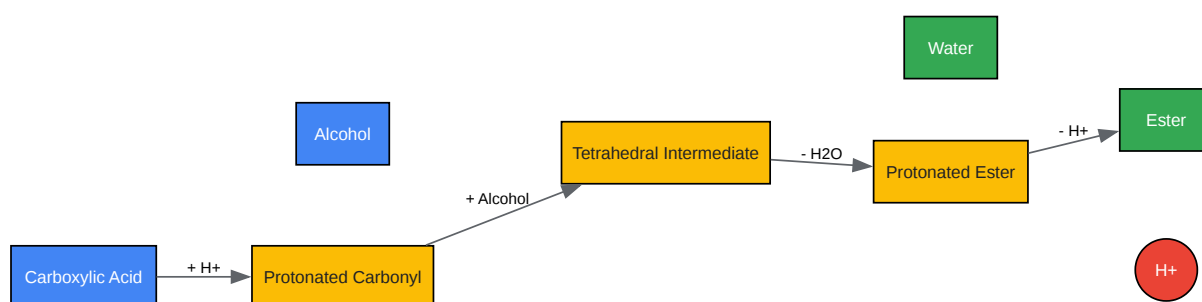 Water
Alcohol
Ester
- H+
Tetrahedral Intermediate
- H2O
Protonated Ester
+ Alcohol
Carboxylic Acid
+ H+
Protonated Carbonyl
H+